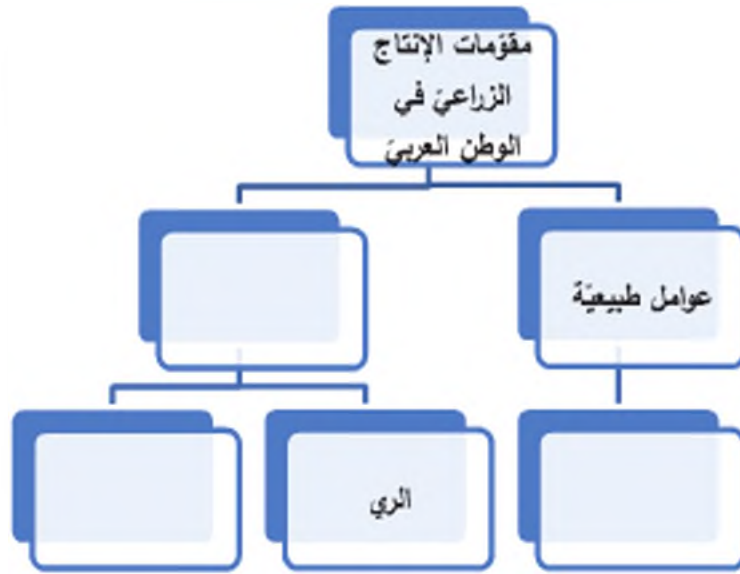 مقوّمات الإنتاج
الزراعيّ في
الوطن العربيّ
عوامل طبيعيّة
الري